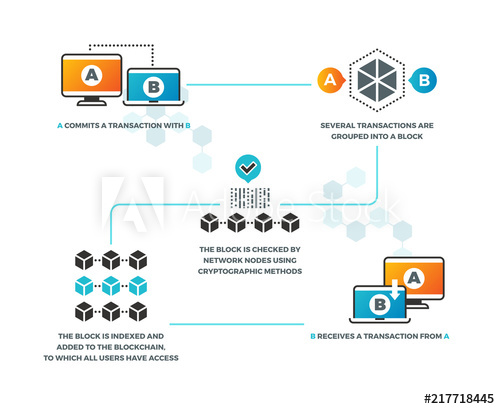 A
B
A COMMITS A TRANSACTION WITH B
A
B
SEVERAL TRANSACTIONS ARE
GROUPED INTO A BLOCK
THE BLOCK IS CHECKED BY
NETWORK NODES USING
CRYPTOGRAPHIC METHODS
THE BLOCK IS INDEXED AND
ADDED TO THE BLOCKCHAIN,
TO WHICH ALL USERS HAVE ACCESS
A
B
B RECEIVES A TRANSACTION FROM A
Adobe Stock
Adobe Stock | #217718445